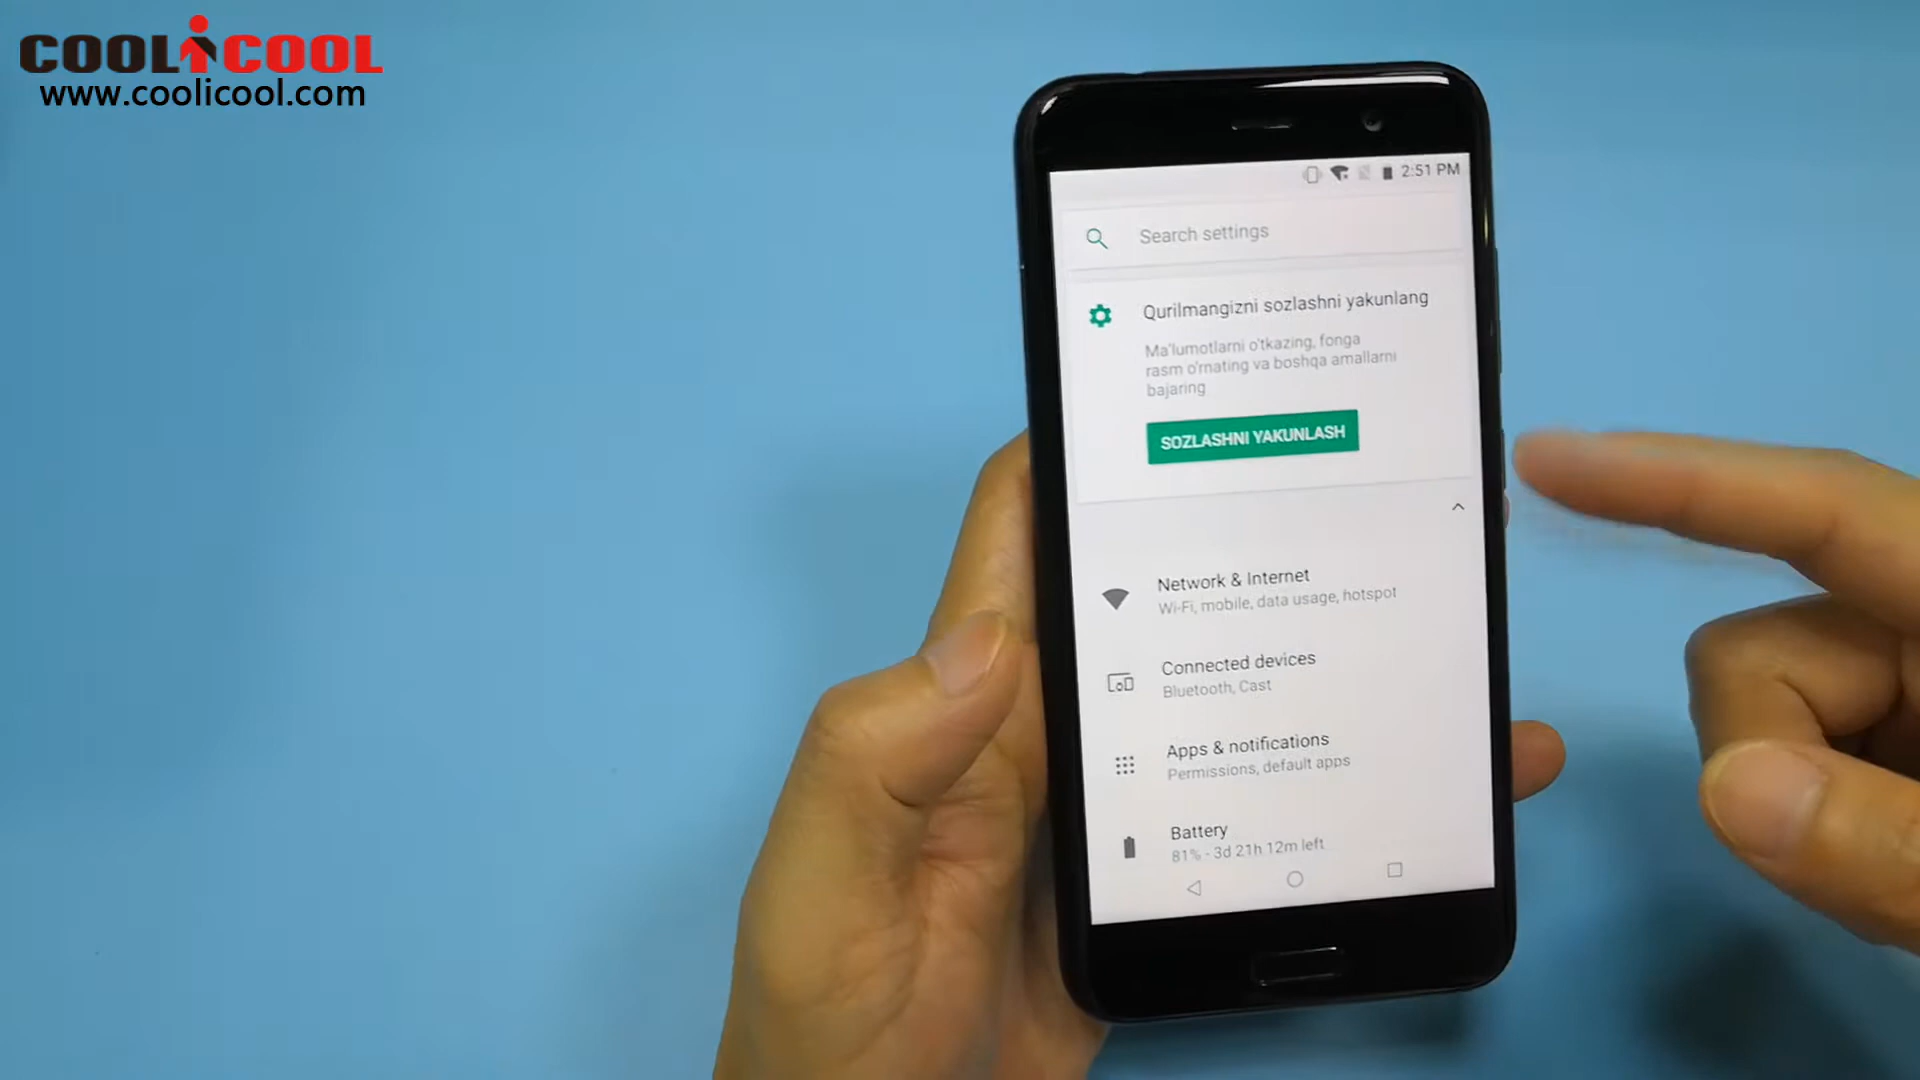 COOLiCOOL
www.coolicool.com
2:51 PM
Search settings
Qurilmangizni sozlashni yakunlang
Ma'lumotlarni o'tkazing, fonga
rasm o'rnating va boshqa amallarni
bajaring
SOZLASHNI YAKUNLASH
Network & Internet
Wi-Fi, mobile, data usage, hotspot
Connected devices
Bluetooth, Cast
Apps & notifications
Permissions, default apps
Battery
81% - 3d 21h 12m left